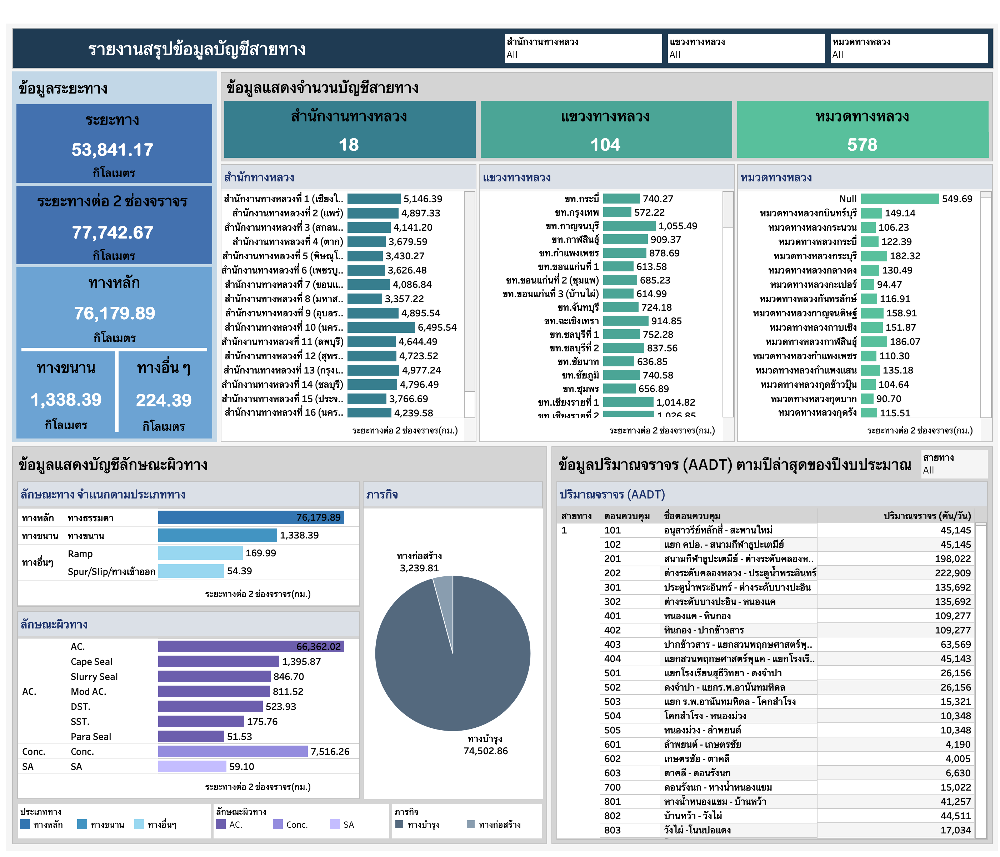 รายงานสรุปข้อมูลบัญชีสายทาง
สำนักงานทางหลวง
All
แขวงทางหลวง
All
หมวดทางหลวง
All
ข้อมูลระยะทาง
ระยะทาง
53,841.17
กิโลเมตร
ระยะทางต่อ 2 ช่องจราจร
77,742.67
กิโลเมตร
ทางหลัก
76,179.89
กิโลเมตร
ทางขนาน
1,338.39
กิโลเมตร
ทางอื่น ๆ
224.39
กิโลเมตร
ข้อมูลแสดงจำนวนบัญชีสายทาง
สำนักงานทางหลวง
18
แขวงทางหลวง
104
หมวดทางหลวง
578
สำนักทางหลวง
สำนักงานทางหลวงที่ 1 (เชียงใ.. 5,146.39
สำนักงานทางหลวงที่ 2 (แพร่) 4,897.33
สำนักงานทางหลวงที่ 3 (สกลน.. 4,141.20
สำนักงานทางหลวงที่ 4 (ตาก) 3,679.59
สำนักงานทางหลวงที่ 5 (พิษณุโ.. 3,430.27
สำนักงานทางหลวงที่ 6 (เพชรบู.. 3,626.48
สำนักงานทางหลวงที่ 7 (ขอนแ.. 4,086.84
สำนักงานทางหลวงที่ 8 (มหาส.. 3,357.22
สำนักงานทางหลวงที่ 9 (อุบลร.. 4,895.54
สำนักงานทางหลวงที่ 10 (นคร.. 6,495.54
สำนักงานทางหลวงที่ 11 (ลพบุรี) 4,644.49
สำนักงานทางหลวงที่ 12 (สุพร.. 4,723.52
สำนักงานทางหลวงที่ 13 (กรุงเ.. 4,977.24
สำนักงานทางหลวงที่ 14 (ชลบุรี) 4,796.49
สำนักงานทางหลวงที่ 15 (ประจ.. 3,766.69
สำนักงานทางหลวงที่ 16 (นคร.. 4,239.58
ระยะทางต่อ 2 ช่องจราจร(กม.)
แขวงทางหลวง
ขท.กระบี่ 740.27
ขท.กรุงเทพ 572.22
ขท.กาญจนบุรี 1,055.49
ขท.กาฬสินธุ์ 909.37
ขท.กำแพงเพชร 878.69
ขท.ขอนแก่นที่ 1 613.58
ขท.ขอนแก่นที่ 2 (ชุมแพ) 685.23
ขท.ขอนแก่นที่ 3 (บ้านไผ่) 614.99
ขท.จันทบุรี 724.18
ขท.ฉะเชิงเทรา 914.85
ขท.ชลบุรีที่ 1 752.28
ขท.ชลบุรีที่ 2 837.56
ขท.ชัยนาท 636.85
ขท.ชัยภูมิ 740.58
ขท.ชุมพร 656.89
ขท.เชียงรายที่ 1 1,014.82
ขท.เชียงรายที่ 2 1,026.85
ระยะทางต่อ 2 ช่องจราจร(กม.)
หมวดทางหลวง
Null 549.69
หมวดทางหลวงกบินทร์บุรี 149.14
หมวดทางหลวงกระนวน 106.23
หมวดทางหลวงกระบี่ 122.39
หมวดทางหลวงกระบุรี 182.32
หมวดทางหลวงกลางดง 130.49
หมวดทางหลวงกะเปอร์ 94.47
หมวดทางหลวงกันทรลักษ์ 116.91
หมวดทางหลวงกาญจนดิษฐ์ 158.91
หมวดทางหลวงกาบเชิง 151.87
หมวดทางหลวงกาฬสินธุ์ 186.07
หมวดทางหลวงกำแพงเพชร 110.30
หมวดทางหลวงกำแพงแสน 135.18
หมวดทางหลวงกุดข้าวปุ้น 104.64
หมวดทางหลวงกุดบาก 90.70
หมวดทางหลวงกุดรัง 115.51
ระยะทางต่อ 2 ช่องจราจร(กม.)
ข้อมูลแสดงบัญชีลักษณะผิวทาง
ลักษณะทาง จำแนกตามประเภททาง
ทางหลัก ทางธรรมดา 76,179.89
ทางขนาน ทางขนาน 1,338.39
ทางอื่นๆ
Ramp 169.99
Spur/Slip/ทางเข้าออก 54.39
ระยะทางต่อ 2 ช่องจราจร(กม.)
ลักษณะผิวทาง
AC.
AC. 66,362.02
Cape Seal 1,395.87
Slurry Seal 846.70
Mod AC. 811.52
DST. 523.93
SST. 175.76
Para Seal 51.53
Conc. Conc. 7,516.26
SA SA 59.10
ระยะทางต่อ 2 ช่องจราจร(กม.)
ภารกิจ
ทางก่อสร้าง
3,239.81
ทางบำรุง
74,502.86
ประเภททาง
ทางหลัก ทางขนาน ทางอื่นๆ
ลักษณะผิวทาง
AC. Conc. SA
ภารกิจ
ทางบำรุง ทางก่อสร้าง
ข้อมูลปริมาณจราจร (AADT) ตามปีล่าสุดของปีงบประมาณ
สายทาง
All
ปริมาณจราจร (AADT)
สายทาง ตอนควบคุม ชื่อตอนควบคุม ปริมาณจราจร (คัน/วัน)
1 101 อนุสาวรีย์หลักสี่ - สะพานใหม่ 45,145
102 แยก คปอ. - สนามกีฬาธูปะเตมีย์ 45,145
201 สนามกีฬาธูปะเตมีย์ - ต่างระดับคลองห.. 198,022
202 ต่างระดับคลองหลวง - ประตูน้ำพระอินทร์ 222,909
301 ประตูน้ำพระอินทร์ - ต่างระดับบางปะอิน 135,692
302 ต่างระดับบางปะอิน - หนองแค 135,692
401 หนองแค - หินกอง 109,277
402 หินกอง - ปากข้าวสาร 109,277
403 ปากข้าวสาร - แยกสวนพฤกษศาสตร์พุ.. 63,569
404 แยกสวนพฤกษศาสตร์พุแค - แยกโรงเรี.. 45,143
501 แยกโรงเรียนสุธีวิทยา - ดงจำปา 26,156
502 ดงจำปา - แยกร.พ.อานันทมหิดล 26,156
503 แยก ร.พ.อานันทมหิดล - โคกสำโรง 15,321
504 โคกสำโรง - หนองม่วง 10,348
505 หนองม่วง - ลำพยนต์ 10,348
601 ลำพยนต์ - เกษตรชัย 4,190
602 เกษตรชัย - ตาคลี 4,005
603 ตาคลี - ดอนรังนก 6,630
700 ดอนรังนก - หางน้ำหนองแขม 15,022
801 หางน้ำหนองแขม - บ้านหว้า 41,257
802 บ้านหว้า - วังไผ่ 44,511
803 วังไผ่ -โนนปอแดง 17,034